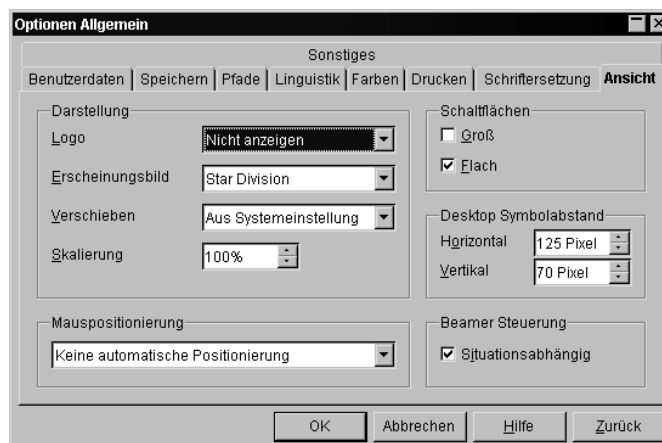 Optionen Allgemein
Sonstiges
Benutzerdaten Speichern Pfade Linguistik Farben Drucken Schriftersetzung Ansicht
Darstellung
Logo Nicht anzeigen
Erscheinungsbild Star Division
Verschieben Aus Systemeinstellung
Skalierung 100%
Schaltflächen
Groß
Flach
Desktop Symbolabstand
Horizontal 125 Pixel
Vertikal 70 Pixel
Mauspositionierung
Keine automatische Positionierung
Beamer Steuerung
Situationsabhängig
OK Abbrechen Hilfe Zurück